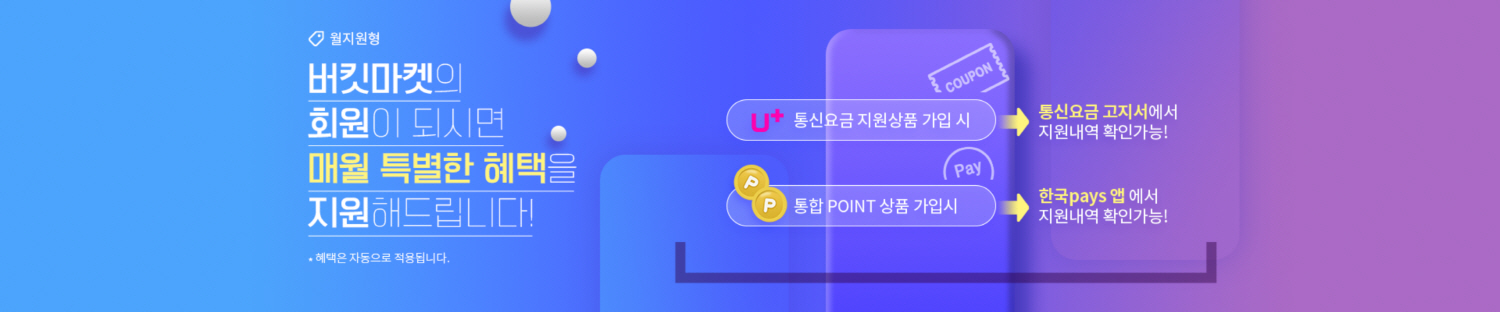 월지원형
버킷마켓의
회원이 되시면
매월 특별한 혜택을
지원해드립니다!
* 혜택은 자동으로 적용됩니다.
COUPON
U+ 통신요금 지원상품 가입 시
통신요금 고지서에서
지원내역 확인가능!
Pay
P
P
통합 POINT 상품 가입시
한국pays 앱 에서
지원내역 확인가능!